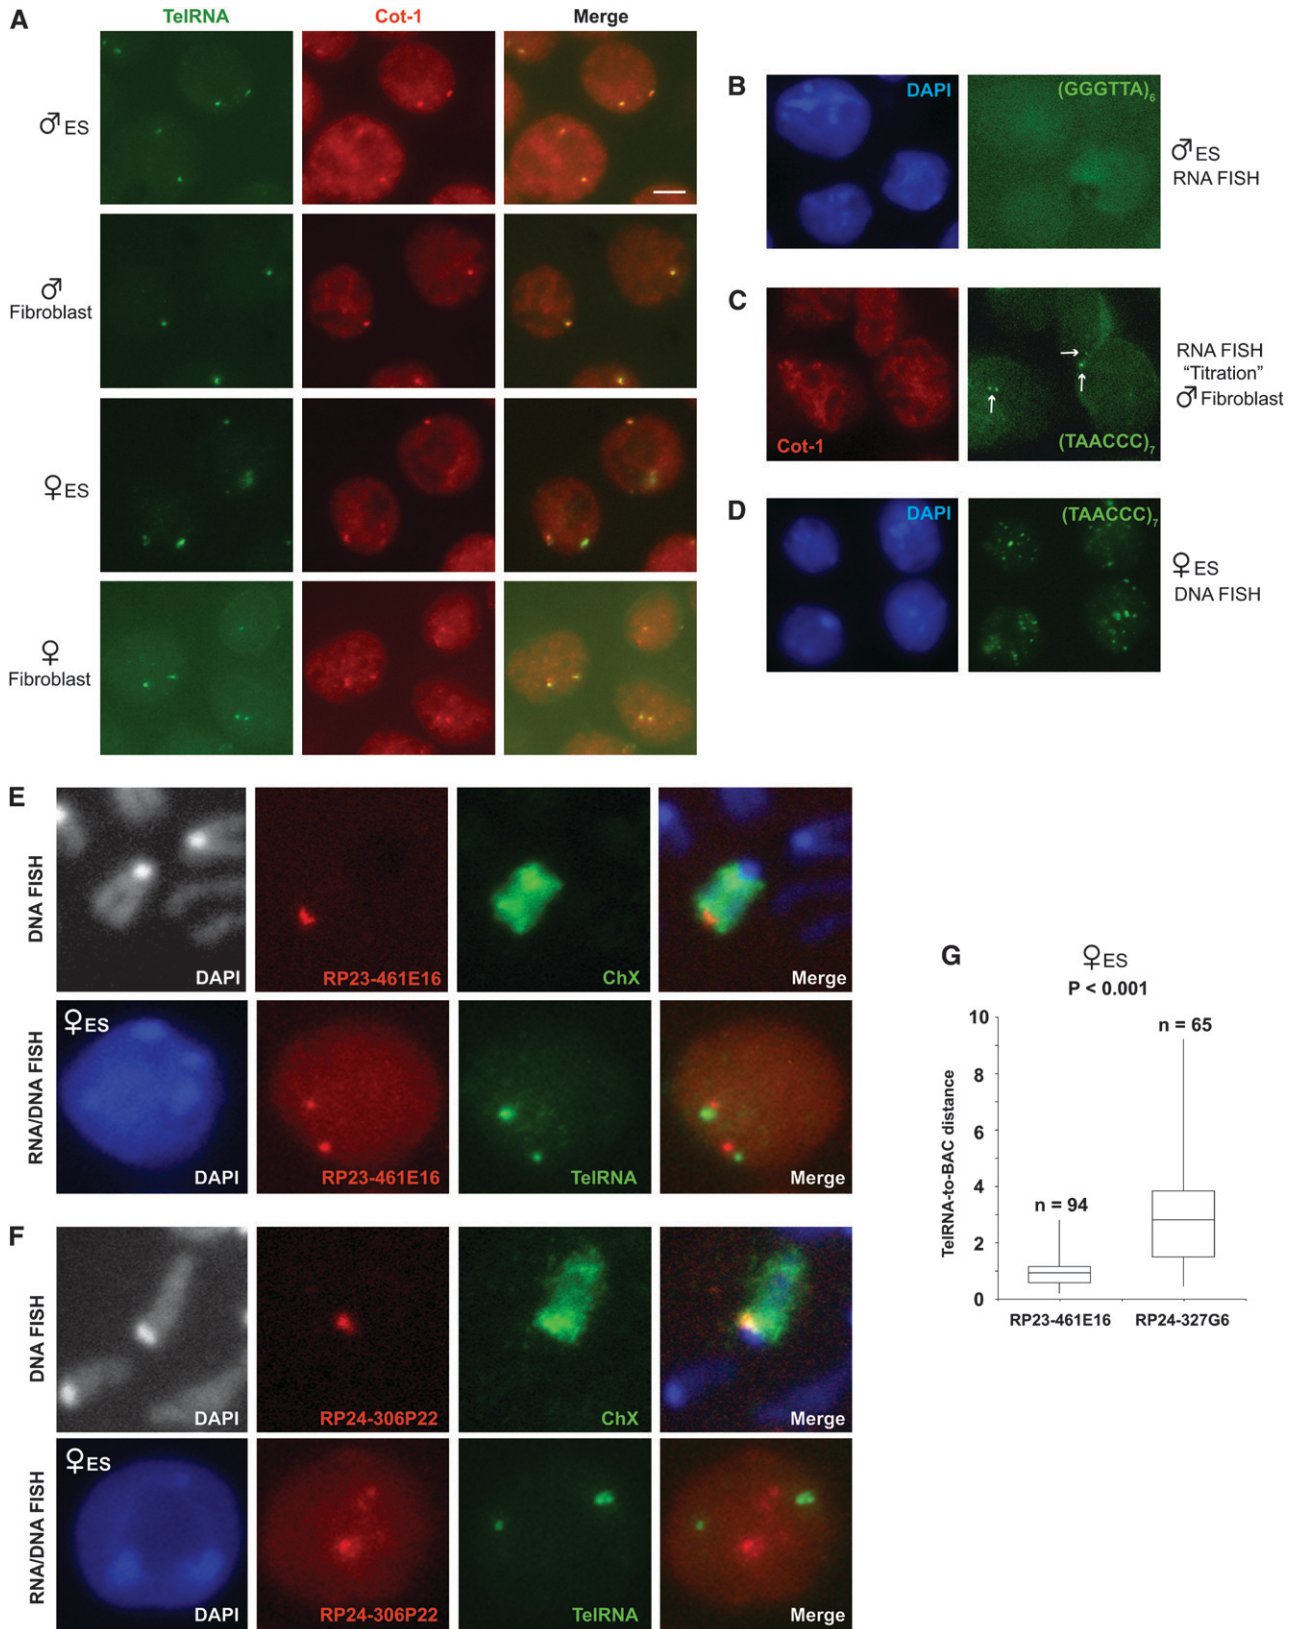 A
TelRNA
Cot-1
Merge
♂ES
♂
Fibroblast
♀ES
♀
Fibroblast
B
DAPI
(GGGTTA)6
♂ES
RNA FISH
C
Cot-1
(TAACCC)7
RNA FISH
“Titration”
♂Fibroblast
D
DAPI
(TAACCC)7
♀ES
DNA FISH
E
DNA FISH
DAPI
RP23-461E16
ChX
Merge
RNA/DNA FISH
♀ES
DAPI
RP23-461E16
TelRNA
Merge
F
DNA FISH
DAPI
RP24-306P22
ChX
Merge
RNA/DNA FISH
♀ES
DAPI
RP24-306P22
TelRNA
Merge
G
♀ES
P < 0.001
TelRNA-to-BAC distance
10
8
6
4
2
0
n = 94
n = 65
RP23-461E16
RP24-327G6